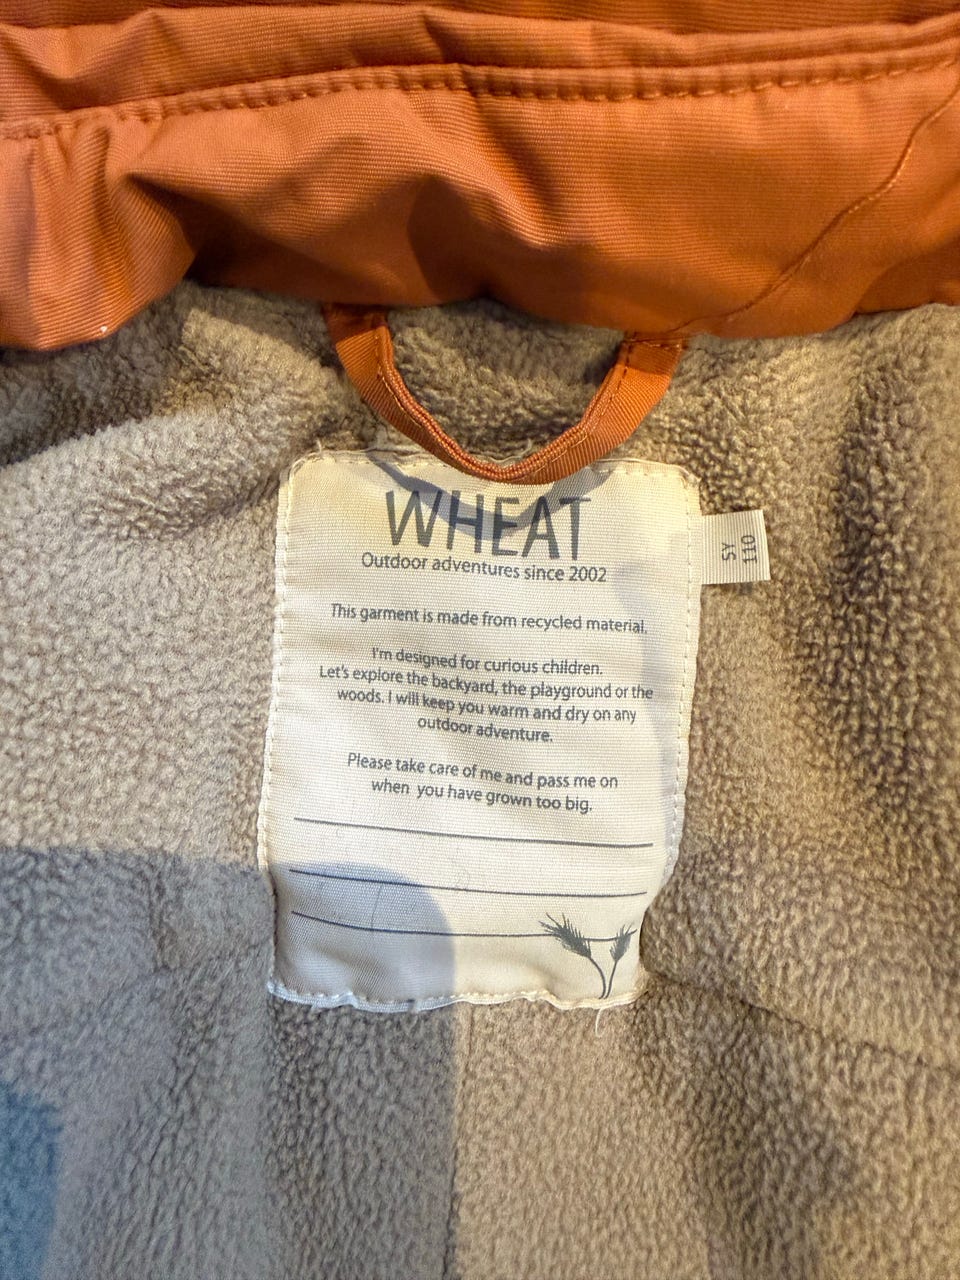 WHEAT
Outdoor adventures since 2002
This garment is made from recycled material.
I'm designed for curious children.
Let's explore the backyard, the playground or the
woods. I will keep you warm and dry on any
outdoor adventure.
Please take care of me and pass me on
when you have grown too big.
5Y
110